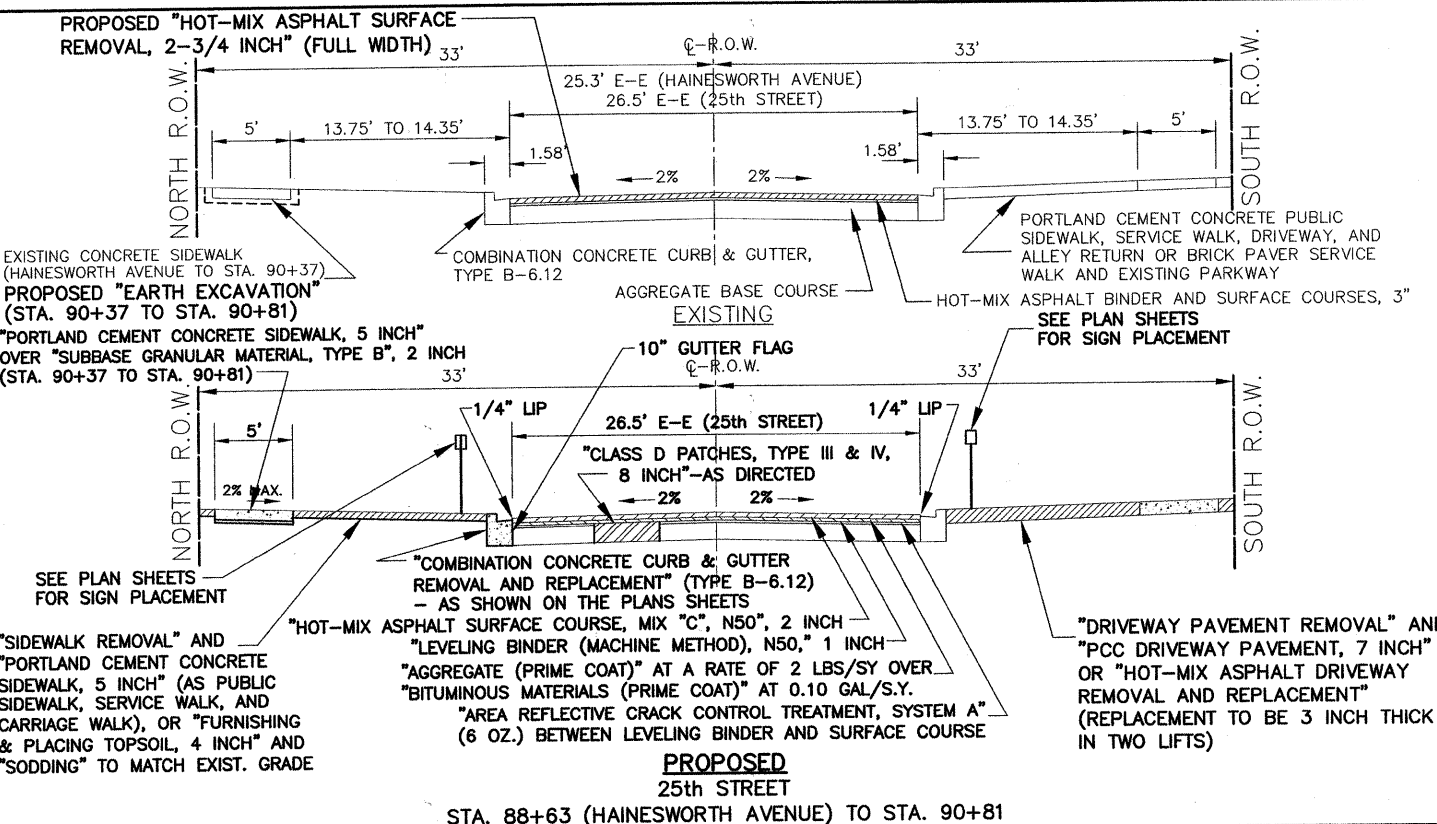 PROPOSED "HOT-MIX ASPHALT SURFACE
REMOVAL, 2-3/4 INCH" (FULL WIDTH)
33'
℄-R.O.W.
33'
25.3' E-E (HAINESWORTH AVENUE)
26.5' E-E (25th STREET)
NORTH R.O.W.
SOUTH R.O.W.
5'
13.75' TO 14.35'
13.75' TO 14.35'
5'
1.58'
1.58'
2%
2%
EXISTING CONCRETE SIDEWALK
(HAINESWORTH AVENUE TO STA. 90+37)
PROPOSED "EARTH EXCAVATION"
(STA. 90+37 TO STA. 90+81)
COMBINATION CONCRETE CURB & GUTTER,
TYPE B-6.12
PORTLAND CEMENT CONCRETE PUBLIC
SIDEWALK, SERVICE WALK, DRIVEWAY, AND
ALLEY RETURN OR BRICK PAVER SERVICE
WALK AND EXISTING PARKWAY
AGGREGATE BASE COURSE
HOT-MIX ASPHALT BINDER AND SURFACE COURSES, 3"
EXISTING
"PORTLAND CEMENT CONCRETE SIDEWALK, 5 INCH"
OVER "SUBBASE GRANULAR MATERIAL, TYPE B", 2 INCH
(STA. 90+37 TO STA. 90+81)
SEE PLAN SHEETS
FOR SIGN PLACEMENT
10" GUTTER FLAG
33'
℄-R.O.W.
33'
NORTH R.O.W.
SOUTH R.O.W.
1/4" LIP
1/4" LIP
26.5' E-E (25th STREET)
5'
"CLASS D PATCHES, TYPE III & IV,
8 INCH"-AS DIRECTED
2% MAX.
2%
2%
SEE PLAN SHEETS
FOR SIGN PLACEMENT
"COMBINATION CONCRETE CURB & GUTTER
REMOVAL AND REPLACEMENT" (TYPE B-6.12)
- AS SHOWN ON THE PLANS SHEETS
"HOT-MIX ASPHALT SURFACE COURSE, MIX "C", N50", 2 INCH
"LEVELING BINDER (MACHINE METHOD), N50," 1 INCH
"AGGREGATE (PRIME COAT)" AT A RATE OF 2 LBS/SY OVER
"BITUMINOUS MATERIALS (PRIME COAT)" AT 0.10 GAL/S.Y.
"AREA REFLECTIVE CRACK CONTROL TREATMENT, SYSTEM A"
(6 OZ.) BETWEEN LEVELING BINDER AND SURFACE COURSE
"SIDEWALK REMOVAL" AND
"PORTLAND CEMENT CONCRETE
SIDEWALK, 5 INCH" (AS PUBLIC
SIDEWALK, SERVICE WALK, AND
CARRIAGE WALK), OR "FURNISHING
& PLACING TOPSOIL, 4 INCH" AND
"SODDING" TO MATCH EXIST. GRADE
"DRIVEWAY PAVEMENT REMOVAL" AN
"PCC DRIVEWAY PAVEMENT, 7 INCH"
OR "HOT-MIX ASPHALT DRIVEWAY
REMOVAL AND REPLACEMENT"
(REPLACEMENT TO BE 3 INCH THICK
IN TWO LIFTS)
PROPOSED
25th STREET
STA. 88+63 (HAINESWORTH AVENUE) TO STA. 90+81